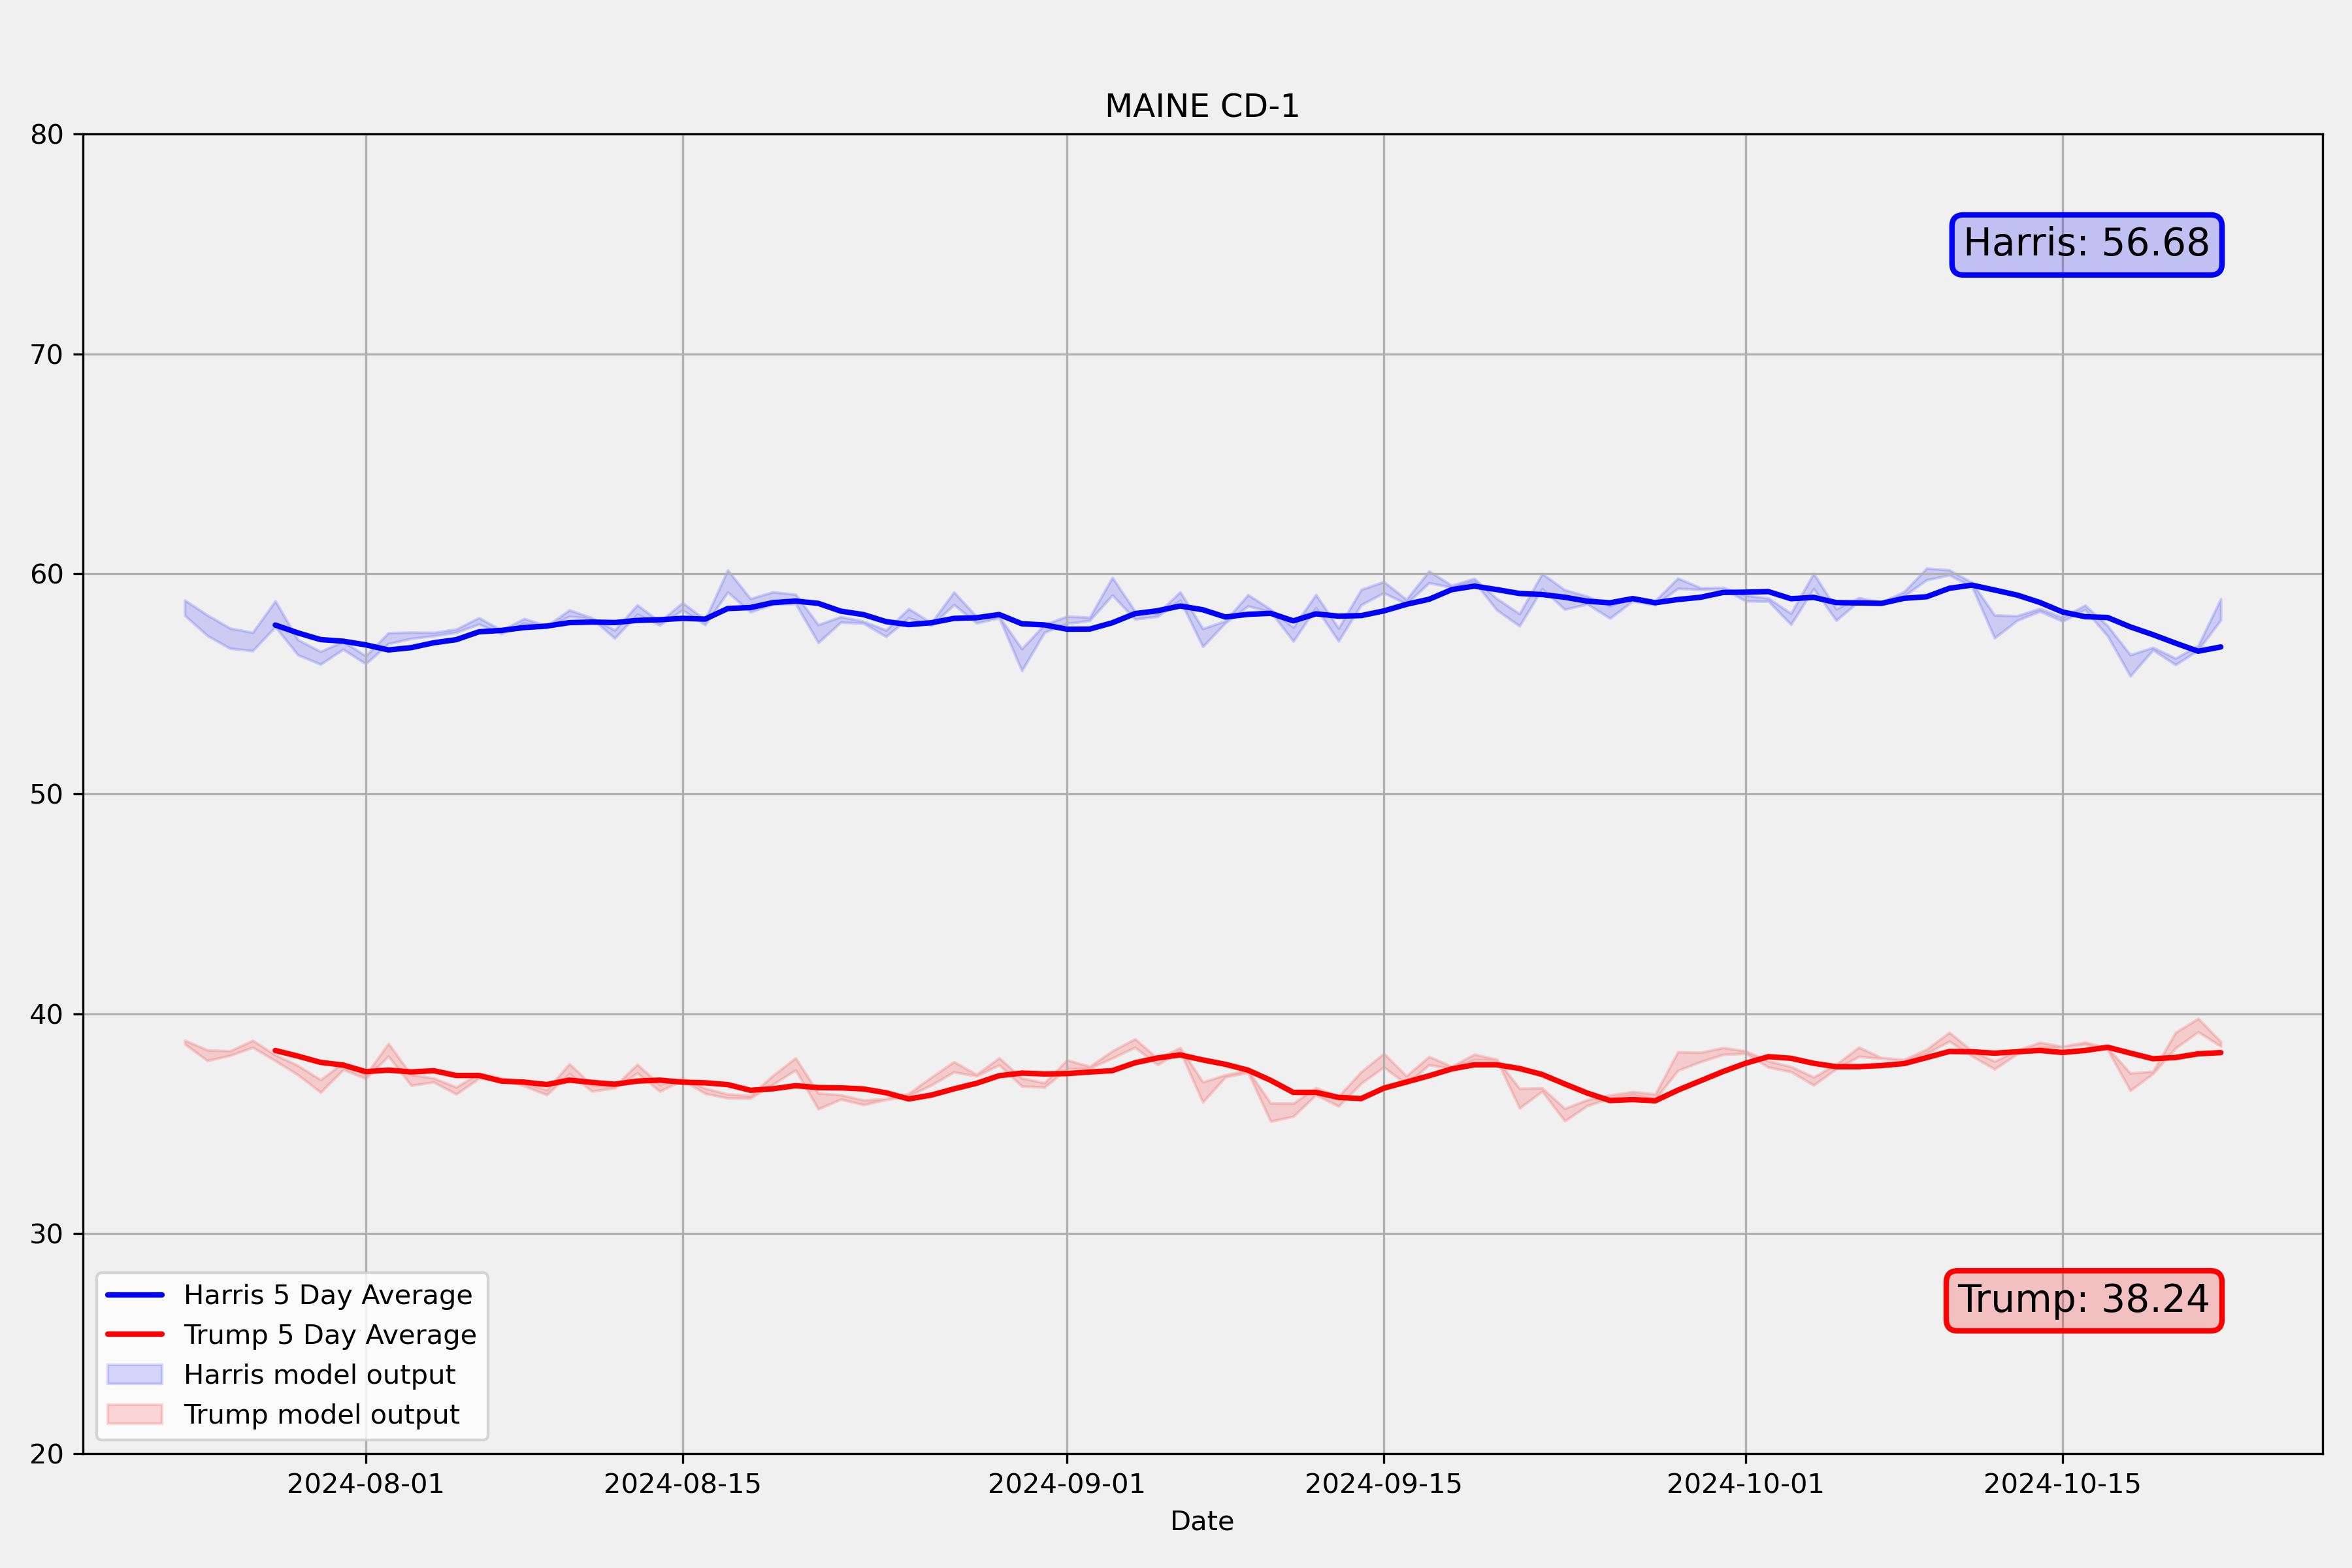 MAINE CD-1
80
70
60
50
40
30
20
Harris: 56.68
Trump: 38.24
Harris 5 Day Average
Trump 5 Day Average
Harris model output
Trump model output
2024-08-01
2024-08-15
2024-09-01
2024-09-15
2024-10-01
2024-10-15
Date